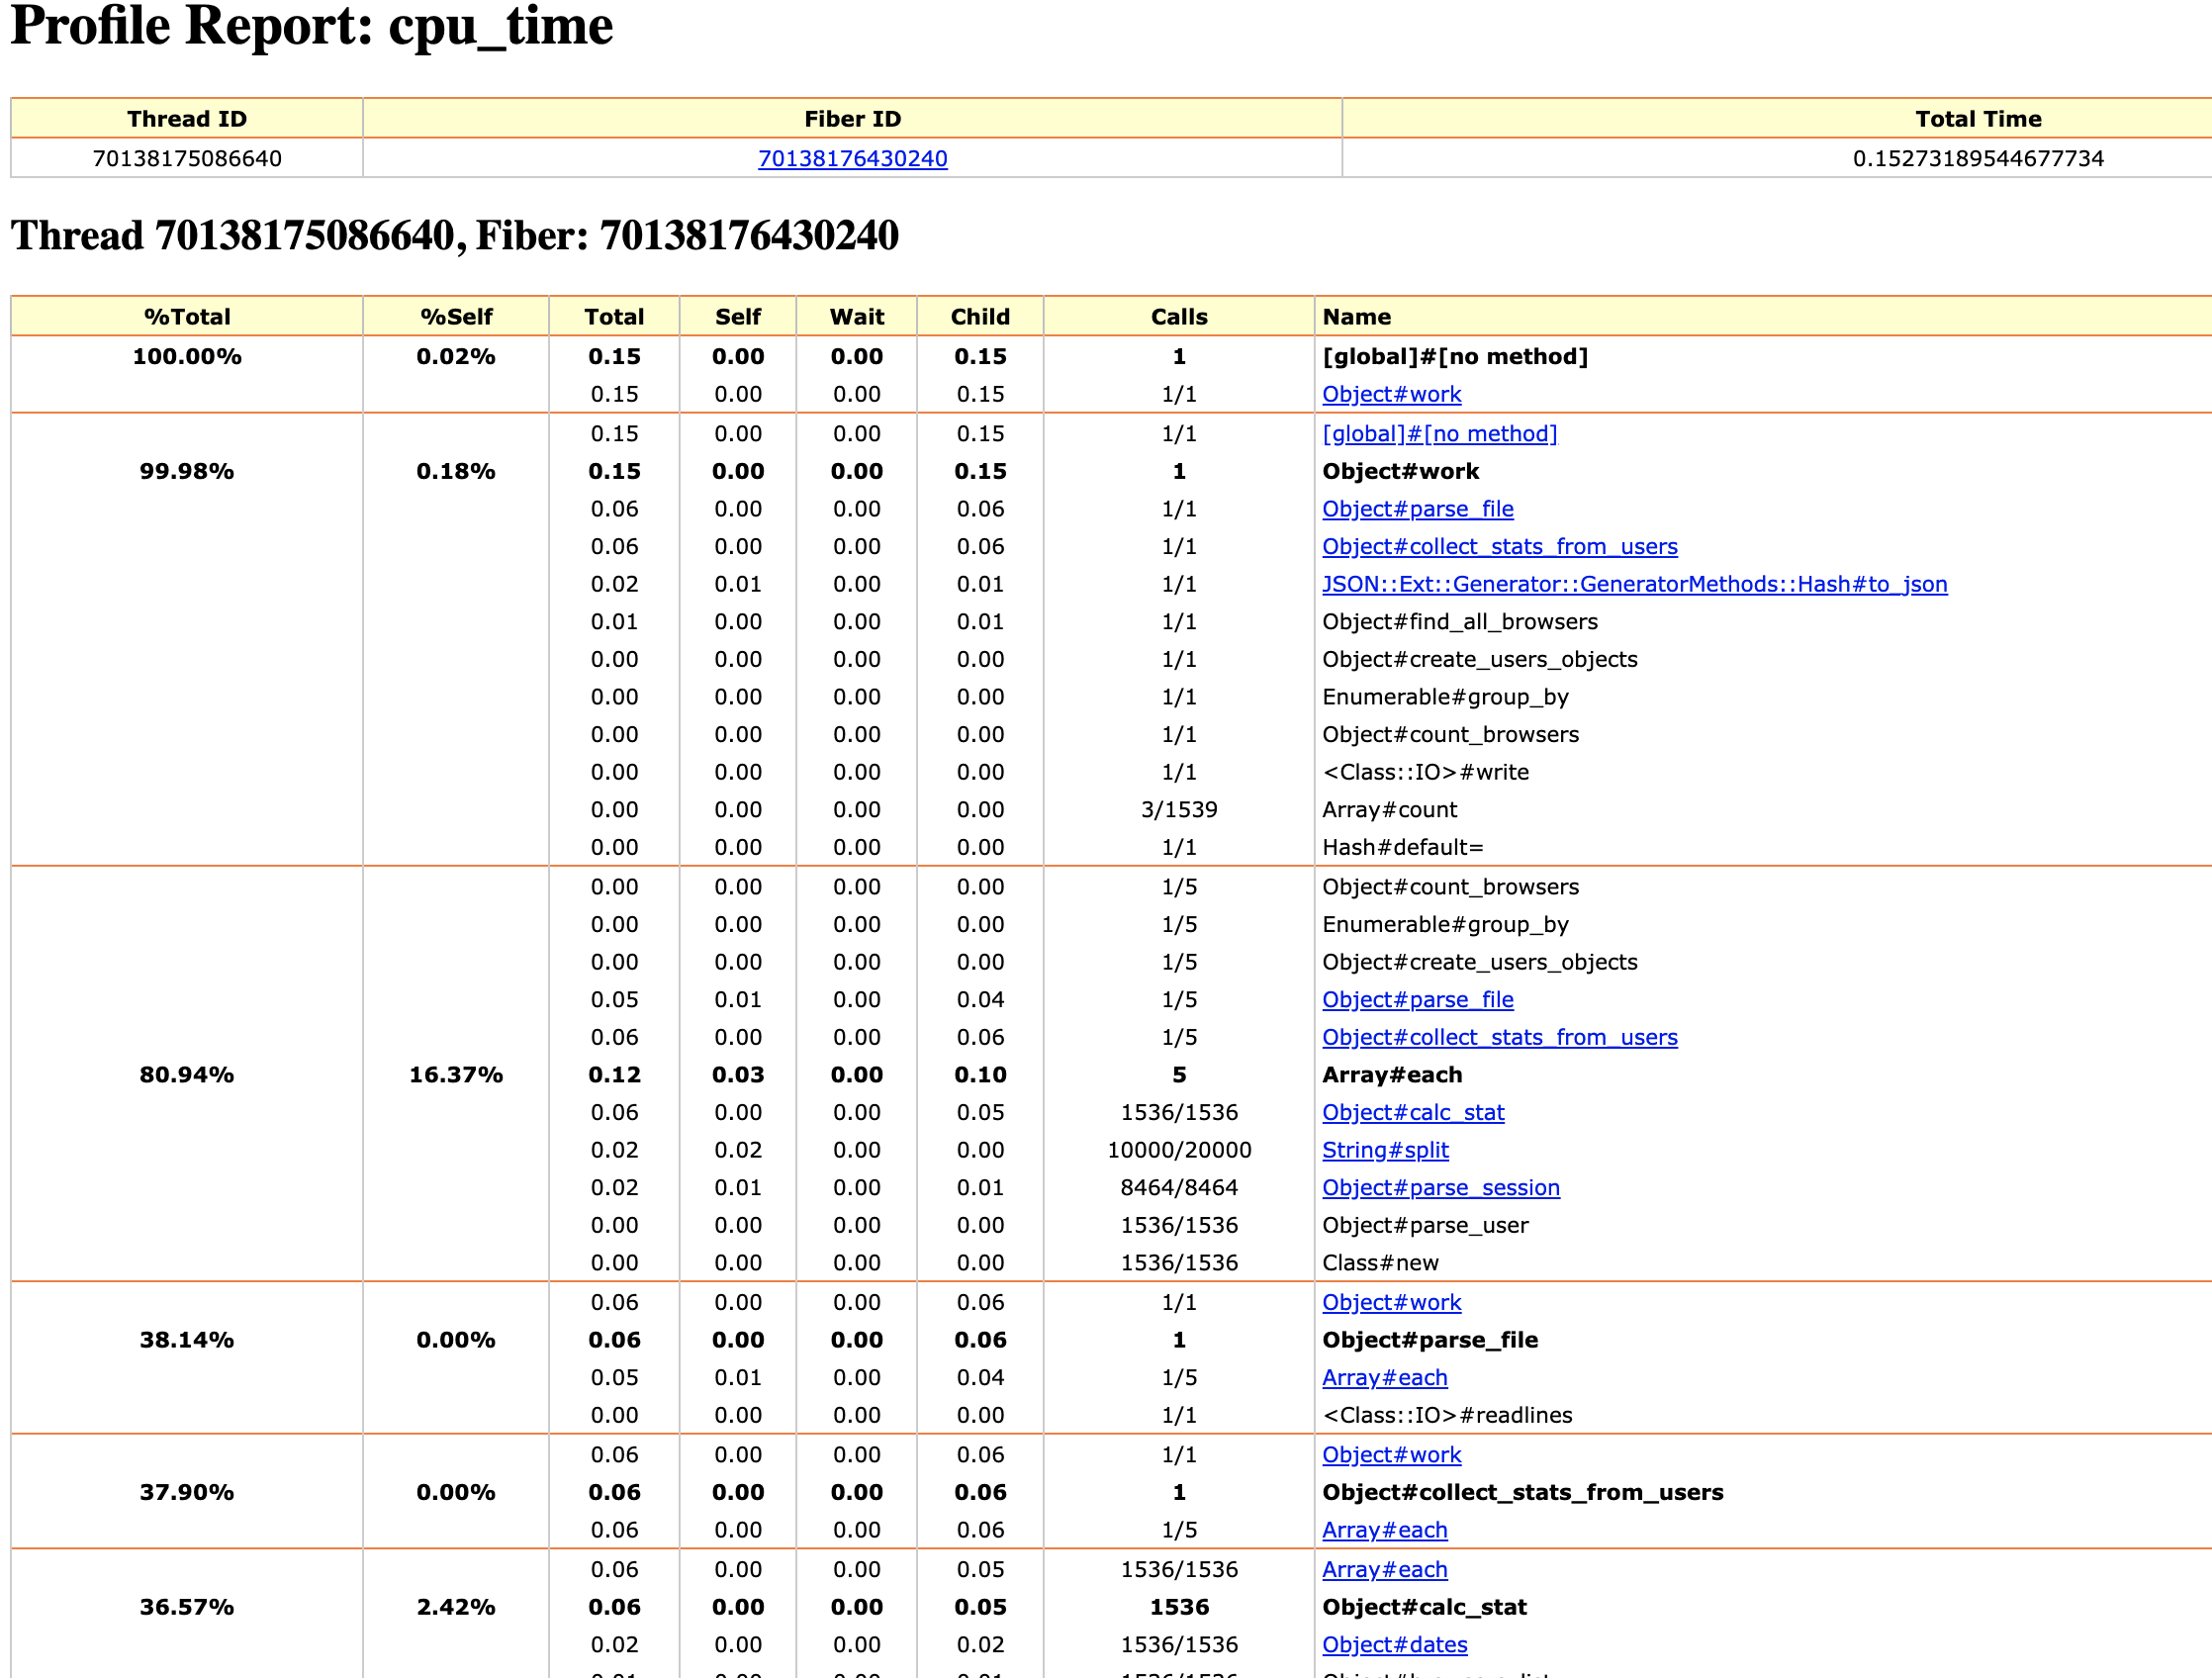 Profile Report: cpu_time
Thread ID Fiber ID Total Time
70138175086640 70138176430240 0.15273189544677734
Thread 70138175086640, Fiber: 70138176430240
%Total %Self Total Self Wait Child Calls Name
100.00% 0.02% 0.15 0.00 0.00 0.15 1 [global]#[no method]
0.15 0.00 0.00 0.15 1/1 Object#work
0.15 0.00 0.00 0.15 1/1 [global]#[no method]
99.98% 0.18% 0.15 0.00 0.00 0.15 1 Object#work
0.06 0.00 0.00 0.06 1/1 Object#parse_file
0.06 0.00 0.00 0.06 1/1 Object#collect_stats_from_users
0.02 0.01 0.00 0.01 1/1 JSON::Ext::Generator::GeneratorMethods::Hash#to_json
0.01 0.00 0.00 0.01 1/1 Object#find_all_browsers
0.00 0.00 0.00 0.00 1/1 Object#create_users_objects
0.00 0.00 0.00 0.00 1/1 Enumerable#group_by
0.00 0.00 0.00 0.00 1/1 Object#count_browsers
0.00 0.00 0.00 0.00 1/1 <Class::IO>#write
0.00 0.00 0.00 0.00 3/1539 Array#count
0.00 0.00 0.00 0.00 1/1 Hash#default=
0.00 0.00 0.00 0.00 1/5 Object#count_browsers
0.00 0.00 0.00 0.00 1/5 Enumerable#group_by
0.00 0.00 0.00 0.00 1/5 Object#create_users_objects
0.05 0.01 0.00 0.04 1/5 Object#parse_file
0.06 0.00 0.00 0.06 1/5 Object#collect_stats_from_users
80.94% 16.37% 0.12 0.03 0.00 0.10 5 Array#each
0.06 0.00 0.00 0.05 1536/1536 Object#calc_stat
0.02 0.02 0.00 0.00 10000/20000 String#split
0.02 0.01 0.00 0.01 8464/8464 Object#parse_session
0.00 0.00 0.00 0.00 1536/1536 Object#parse_user
0.00 0.00 0.00 0.00 1536/1536 Class#new
0.06 0.00 0.00 0.06 1/1 Object#work
38.14% 0.00% 0.06 0.00 0.00 0.06 1 Object#parse_file
0.05 0.01 0.00 0.04 1/5 Array#each
0.00 0.00 0.00 0.00 1/1 <Class::IO>#readlines
0.06 0.00 0.00 0.06 1/1 Object#work
37.90% 0.00% 0.06 0.00 0.00 0.06 1 Object#collect_stats_from_users
0.06 0.00 0.00 0.06 1/5 Array#each
0.06 0.00 0.00 0.05 1536/1536 Array#each
36.57% 2.42% 0.06 0.00 0.00 0.05 1536 Object#calc_stat
0.02 0.00 0.00 0.02 1536/1536 Object#dates